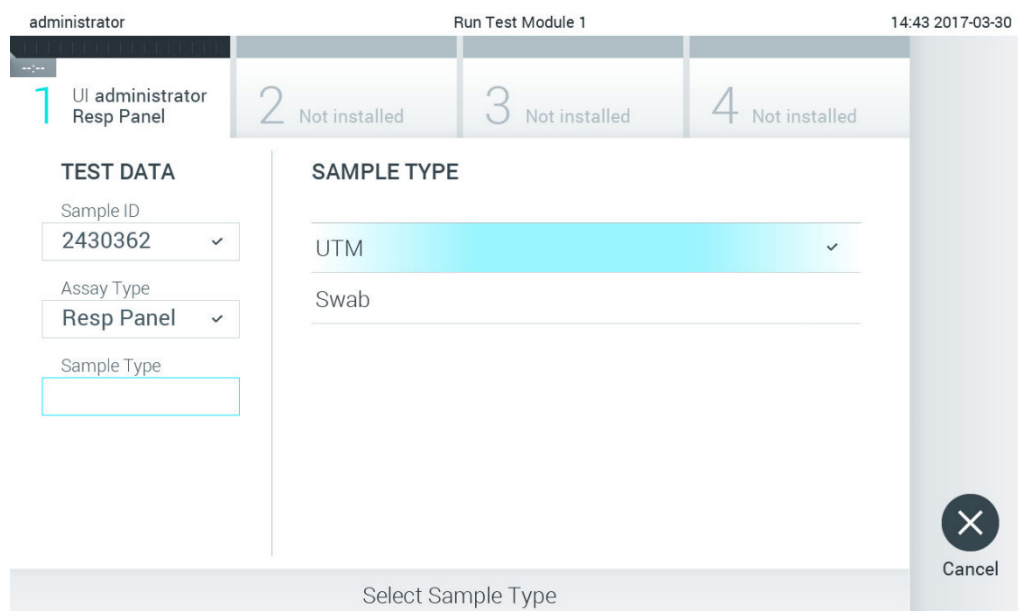 administrator
Run Test Module 1
14:43 2017-03-30
--:--
1
UI administrator
Resp Panel
2 Not installed
3 Not installed
4 Not installed
TEST DATA
Sample ID
2430362
Assay Type
Resp Panel
Sample Type
SAMPLE TYPE
UTM
Swab
Cancel
Select Sample Type